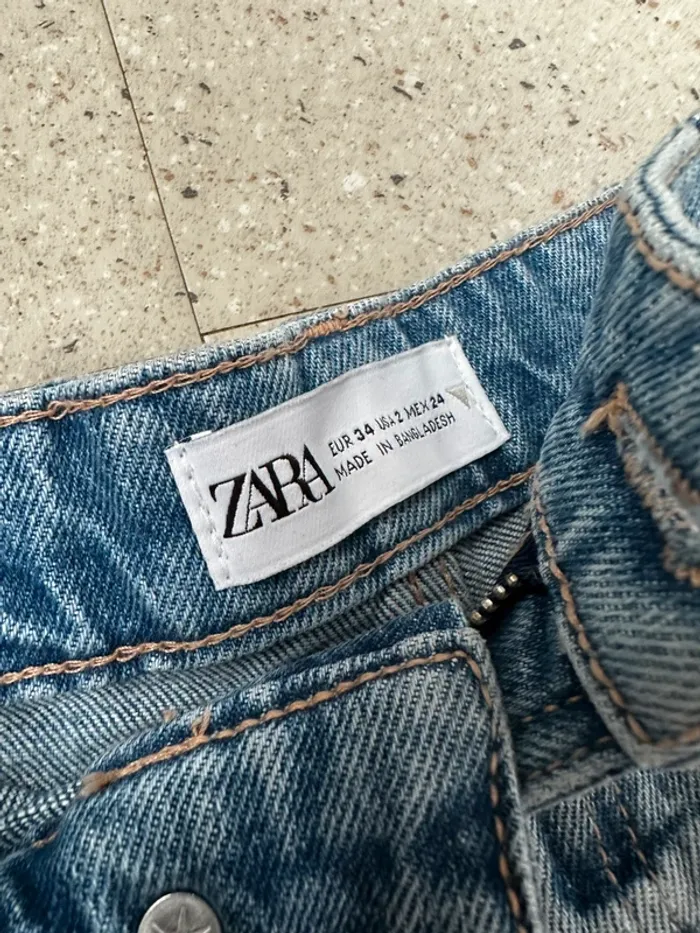 ZARA
EUR 34 USA 2 MEX 24
MADE IN BANGLADESH